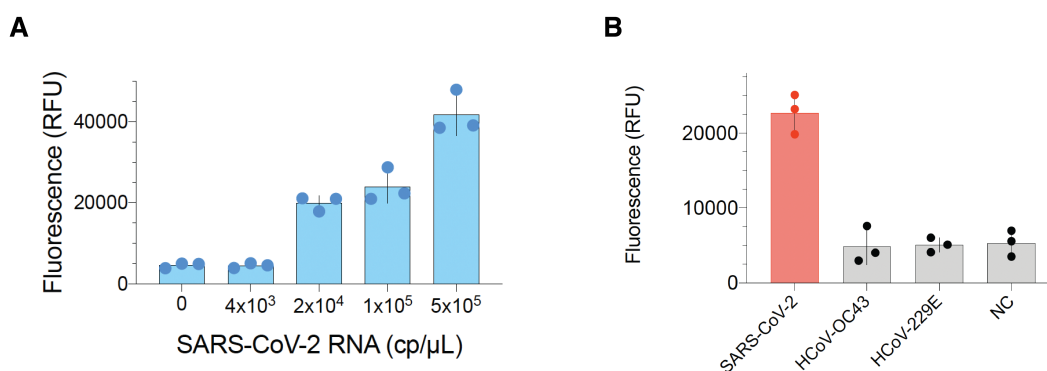 A
Fluorescence (RFU)
40000
20000
0
0 4x10³ 2x10⁴ 1x10⁵ 5x10⁵
SARS-CoV-2 RNA (cp/µL)
B
Fluorescence (RFU)
20000
10000
0
SARS-CoV-2
HCoV-OC43
HCoV-229E
NC